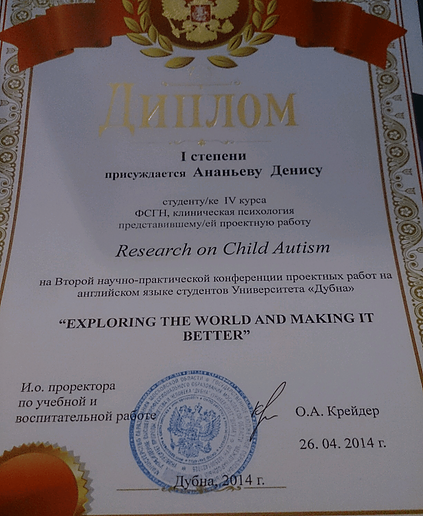 Диплом
I степени
присуждается Ананьеву Денису
студенту/ке IV курса
ФСГН, клиническая психология
представившему/ей проектную работу
Research on Child Autism
на Второй научно-практической конференции проектных работ на
английском языке студентов Университета «Дубна»
“EXPLORING THE WORLD AND MAKING IT
BETTER”
И.о. проректора
по учебной и
воспитательной работе
О.А. Крейдер
26. 04. 2014 г.
Дубна, 2014 г.